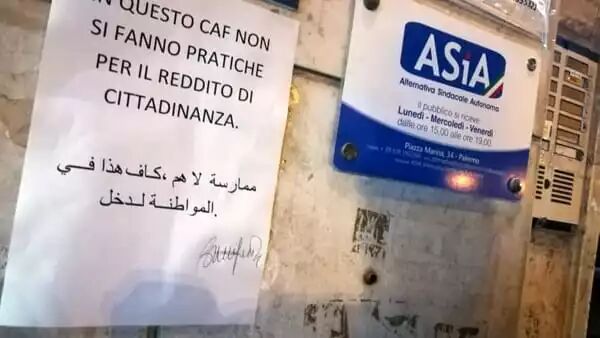 IN QUESTO CAF NON
SI FANNO PRATICHE
PER IL REDDITO DI
CITTADINANZA.
ممارسة لا هم ،كاف هذا في
.المواطنة لدخل
ASiA
Alternativa Sindacale Autonoma
il pubblico si riceve
Lunedì - Mercoledì - Venerdì
dalle ore 15,00 alle ore 19,00
Piazza Marina, 34 - Palermo